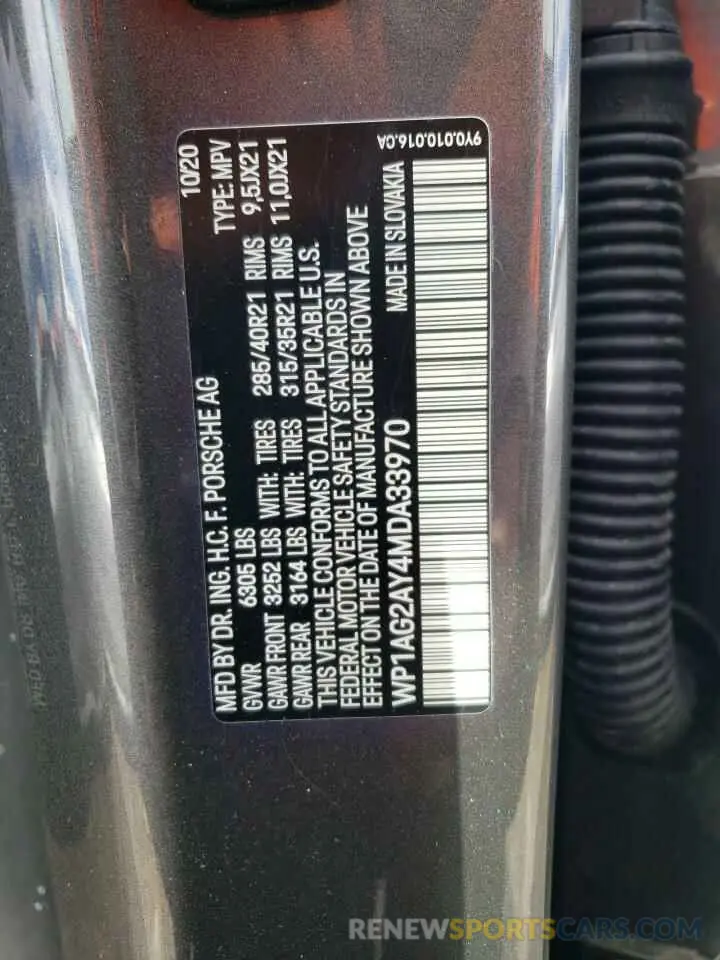 MFD BY DR. ING. H.C. F. PORSCHE AG 10/20
GVWR 6305 LBS TYPE: MPV
GAWR FRONT 3252 LBS WITH: TIRES 285/40R21 RIMS 9,5JX21
GAWR REAR 3164 LBS WITH: TIRES 315/35R21 RIMS 11,0JX21
THIS VEHICLE CONFORMS TO ALL APPLICABLE U.S.
FEDERAL MOTOR VEHICLE SAFETY STANDARDS IN
EFFECT ON THE DATE OF MANUFACTURE SHOWN ABOVE
WP1AG2AY4MDA33970 MADE IN SLOVAKIA
9Y0.010.016.CA
RENEWSPORTSCARS.COM